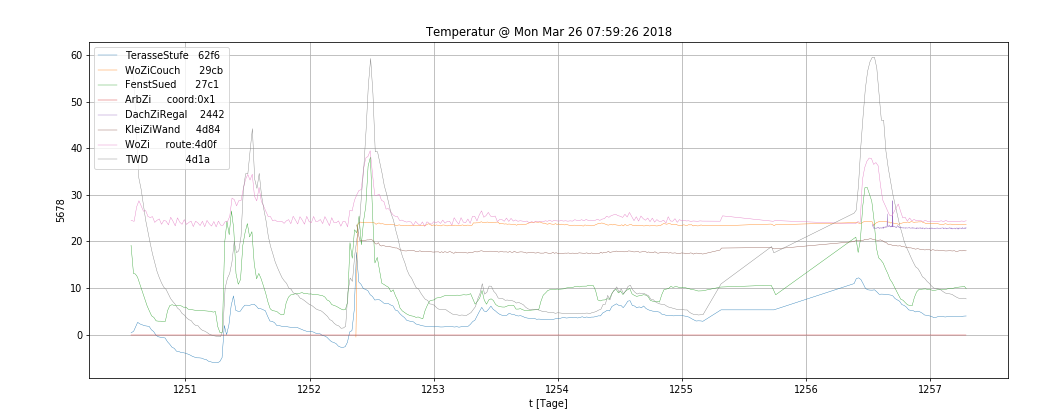 Temperatur @ Mon Mar 26 07:59:26 2018
60
50
40
30
20
10
0
5678
TerasseStufe 62f6
WoZiCouch 29cb
FenstSued 27c1
ArbZi coord:0x1
DachZiRegal 2442
KleiZiWand 4d84
WoZi route:4d0f
TWD 4d1a
1251 1252 1253 1254 1255 1256 1257
t [Tage]